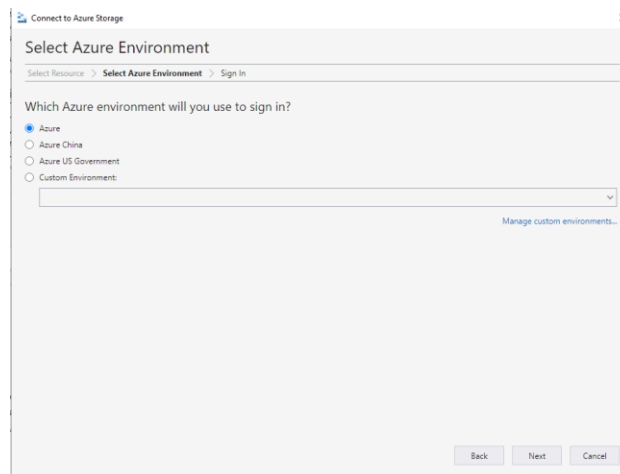 Connect to Azure Storage
Select Azure Environment
Select Resource > Select Azure Environment > Sign In
Which Azure environment will you use to sign in?
Azure
Azure China
Azure US Government
Custom Environment:
Manage custom environments...
Back Next Cancel